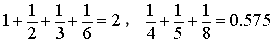 1 + 1/2 + 1/3 + 1/6 = 2 , 1/4 + 1/5 + 1/8 = 0.575